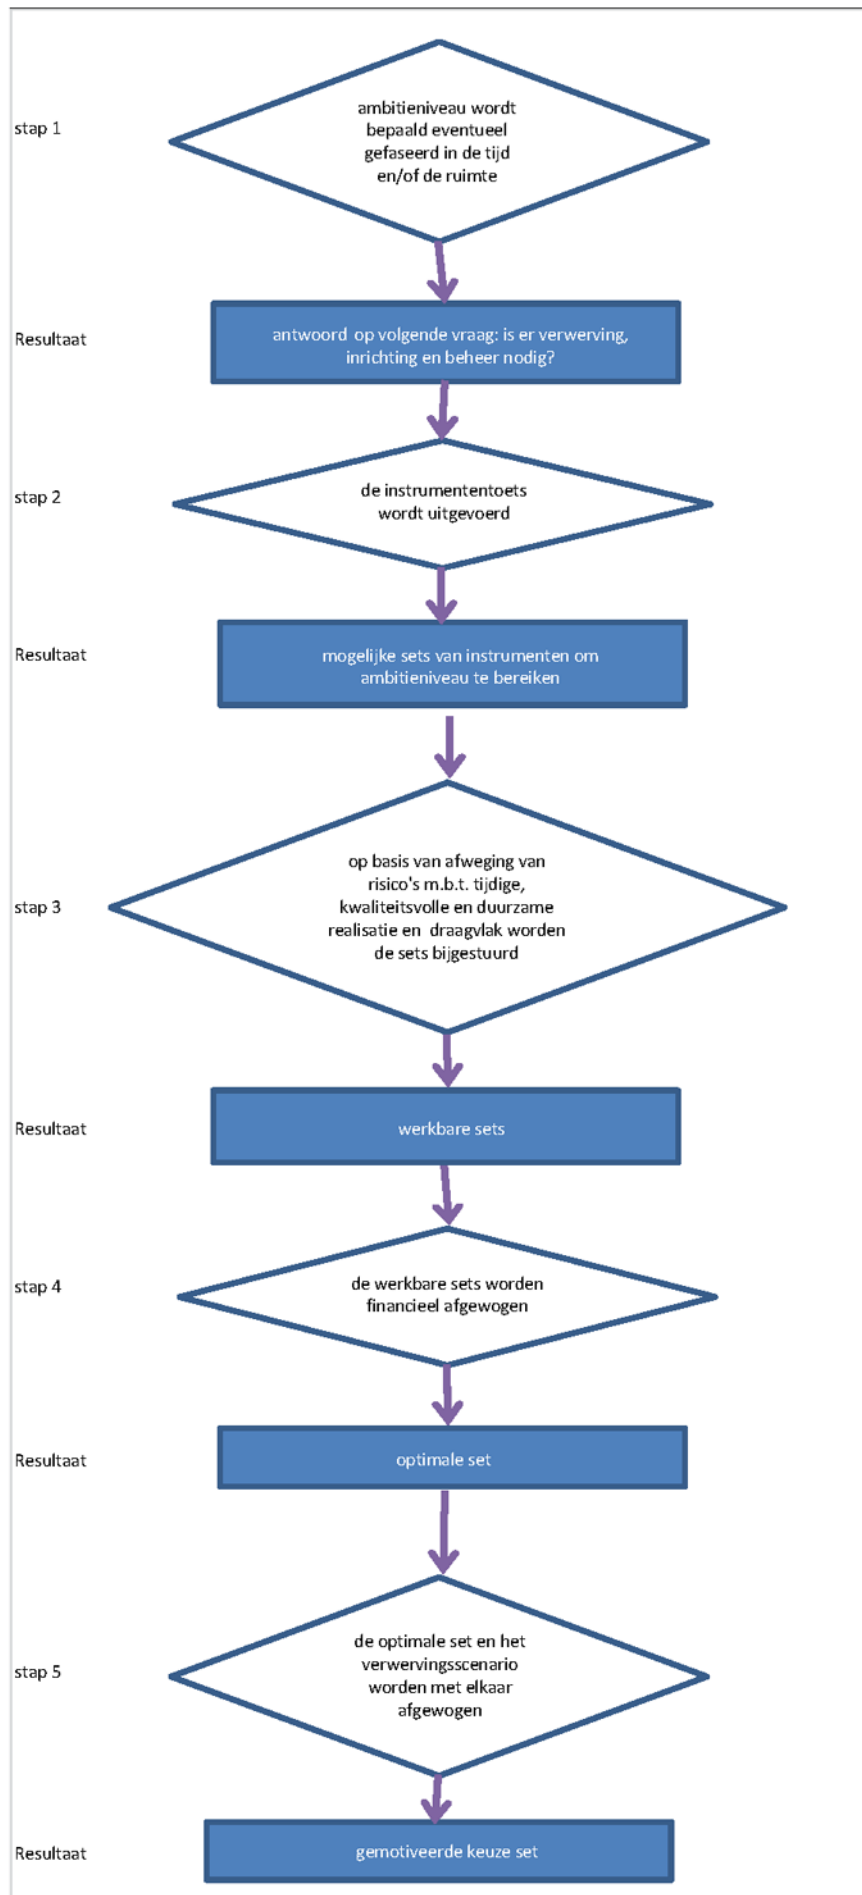 stap 1
ambitieniveau wordt
bepaald eventueel
gefaseerd in de tijd
en/of de ruimte
Resultaat
antwoord op volgende vraag: is er verwerving,
inrichting en beheer nodig?
stap 2
de instrumententoets
wordt uitgevoerd
Resultaat
mogelijke sets van instrumenten om
ambitieniveau te bereiken
stap 3
op basis van afweging van
risico's m.b.t. tijdige,
kwaliteitsvolle en duurzame
realisatie en draagvlak worden
de sets bijgestuurd
Resultaat
werkbare sets
stap 4
de werkbare sets worden
financieel afgewogen
Resultaat
optimale set
stap 5
de optimale set en het
verwervingsscenario
worden met elkaar
afgewogen
Resultaat
gemotiveerde keuze set